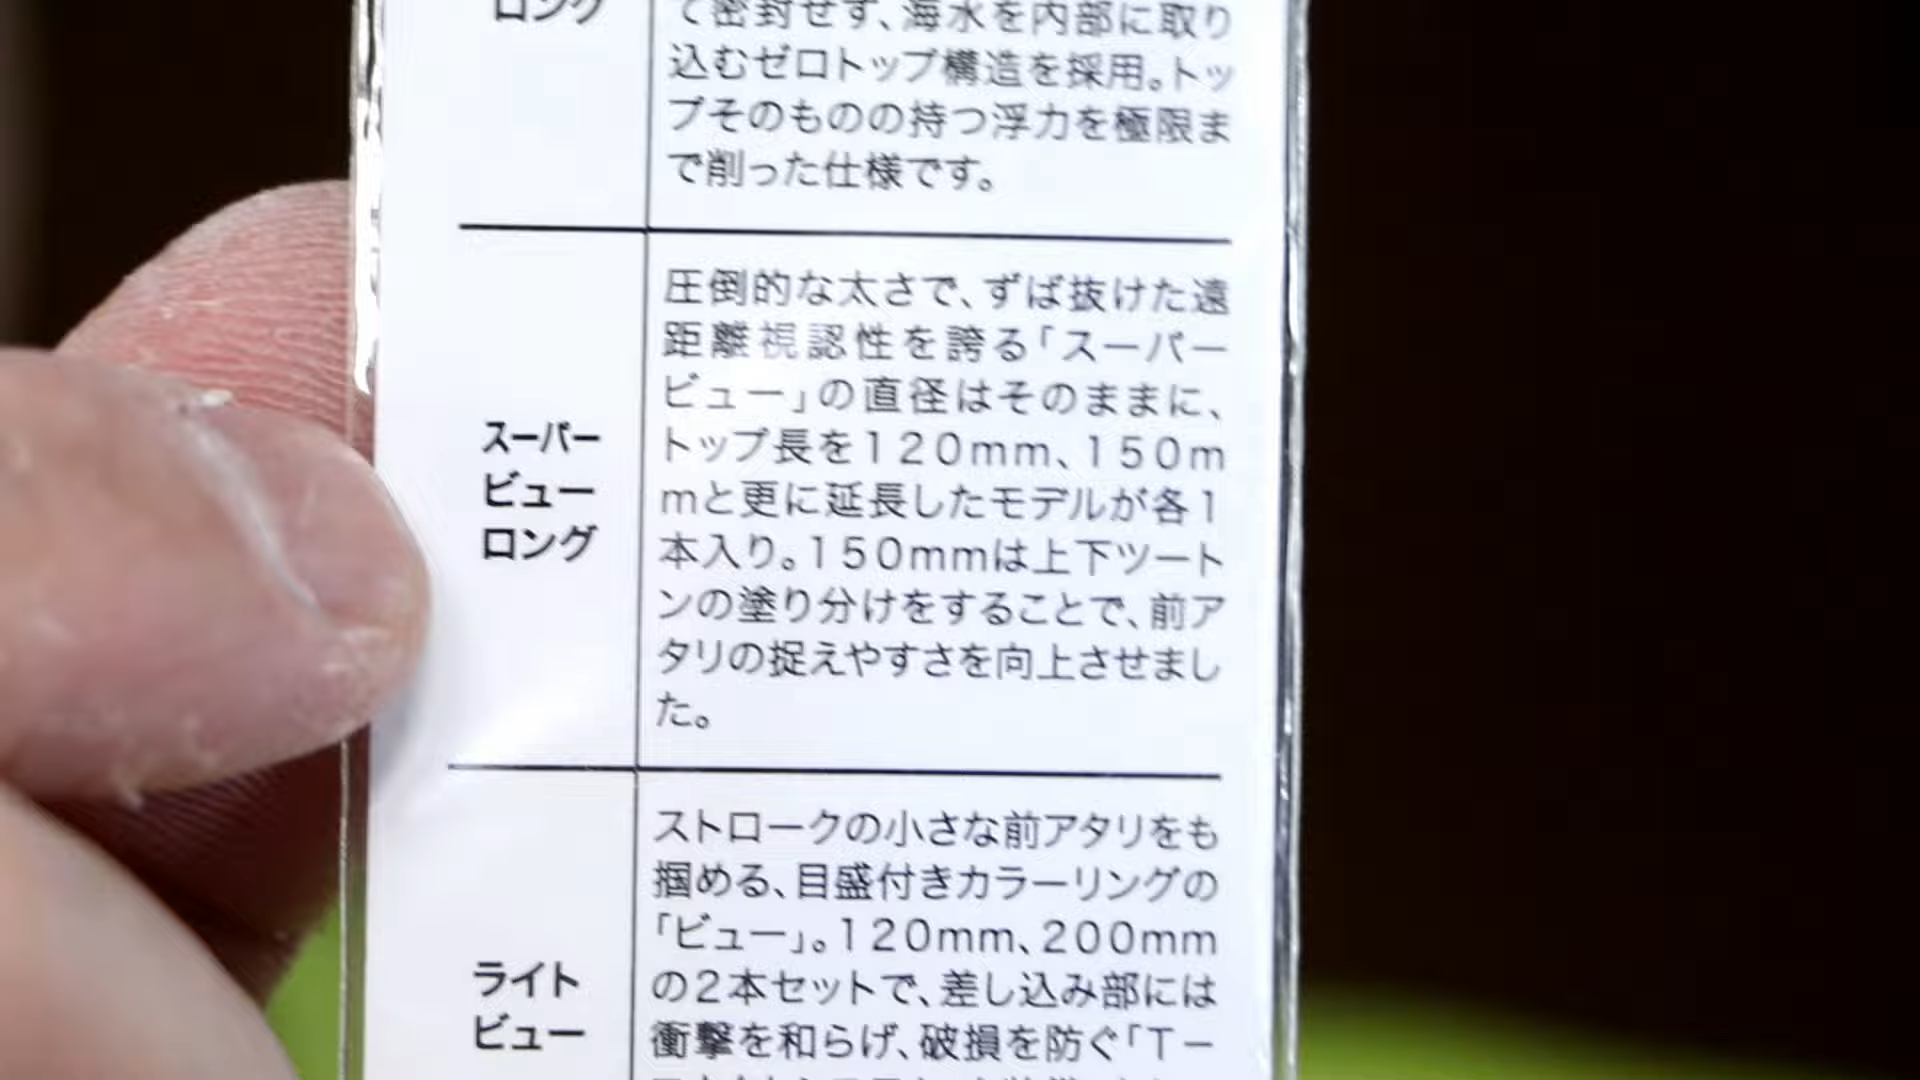 ロング
て密封せず、海水を内部に取り
込むゼロトップ構造を採用。トッ
プそのものの持つ浮力を極限ま
で削った仕様です。
スーパー
ビュー
ロング
圧倒的な太さで、ずば抜けた遠
距離視認性を誇る「スーパー
ビュー」の直径はそのままに、
トップ長を120mm、150m
mと更に延長したモデルが各1
本入り。150mmは上下ツート
ンの塗り分けをすることで、前ア
タリの捉えやすさを向上させまし
た。
ライト
ビュー
ストロークの小さな前アタリをも
掴める、目盛付きカラーリングの
「ビュー」。120mm、200mm
の2本セットで、差し込み部には
衝撃を和らげ、破損を防ぐ「T－